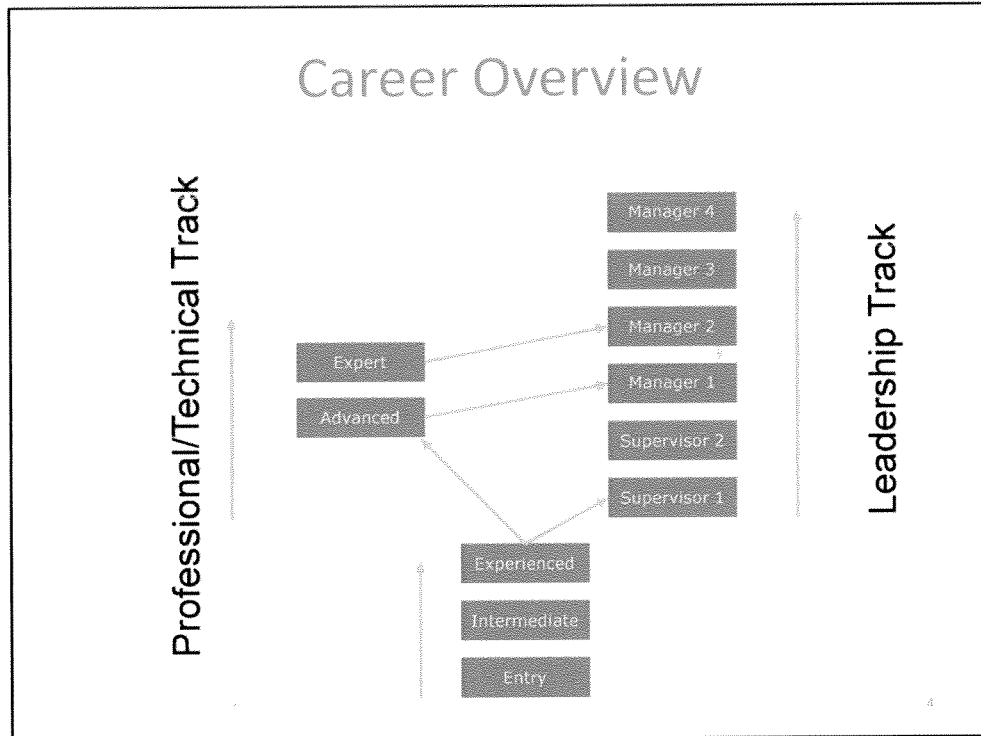 Career Overview
Professional/Technical Track
Expert
Advanced
Manager 4
Manager 3
Manager 2
Manager 1
Supervisor 2
Supervisor 1
Leadership Track
Experienced
Intermediate
Entry
4